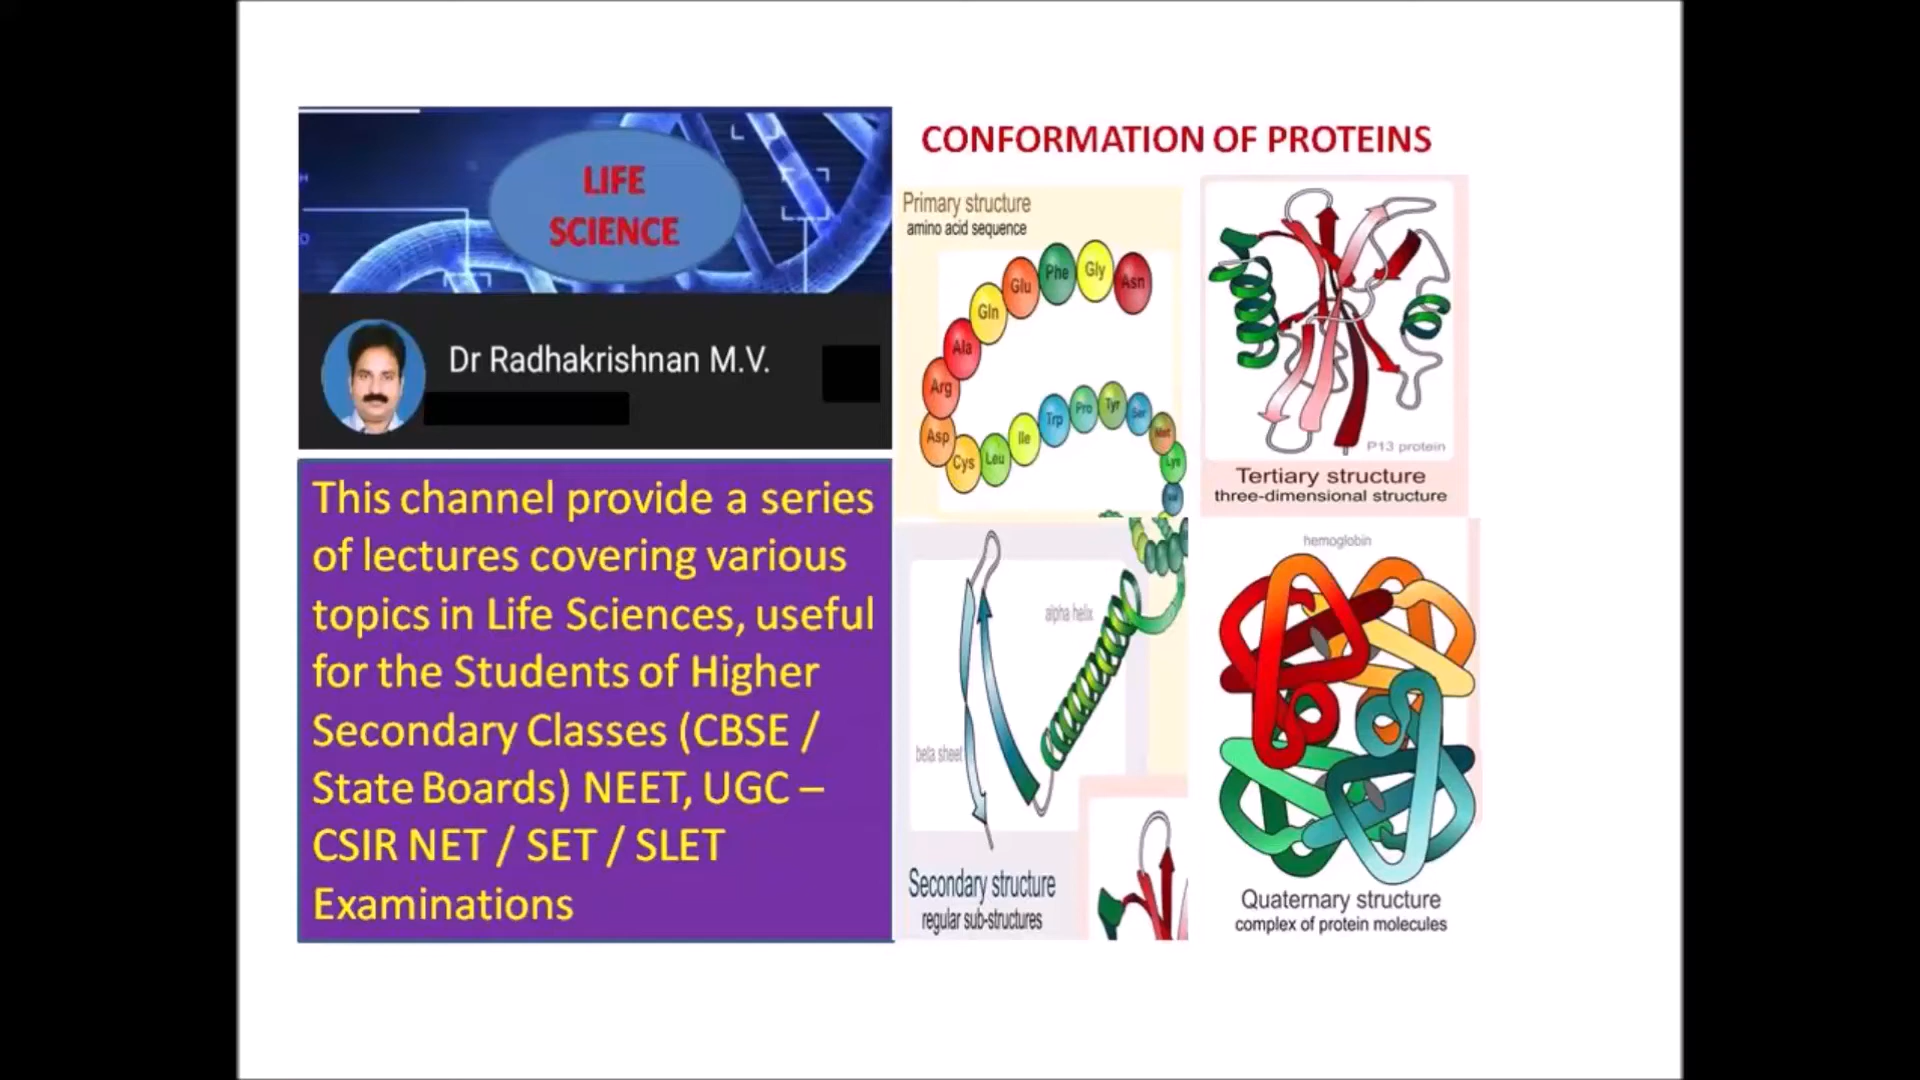 LIFE
SCIENCE
Dr Radhakrishnan M.V.
This channel provide a series
of lectures covering various
topics in Life Sciences, useful
for the Students of Higher
Secondary Classes (CBSE /
State Boards) NEET, UGC –
CSIR NET / SET / SLET
Examinations
CONFORMATION OF PROTEINS
Primary structure
amino acid sequence
Asn
Gly
Phe
Glu
Gln
Ala
Arg
Asp
Cys
Leu
Ile
Trp
Pro
Tyr
Ser
Met
Lys
alpha helix
beta sheet
Secondary structure
regular sub-structures
P13 protein
Tertiary structure
three-dimensional structure
hemoglobin
Quaternary structure
complex of protein molecules